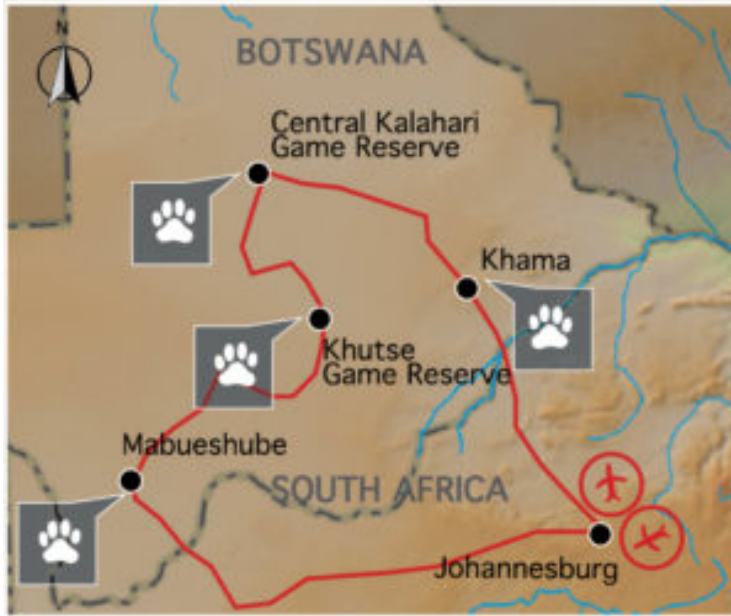 N
BOTSWANA
Central Kalahari
Game Reserve
Khama
Khutse
Game Reserve
Mabueshube
SOUTH AFRICA
Johannesburg